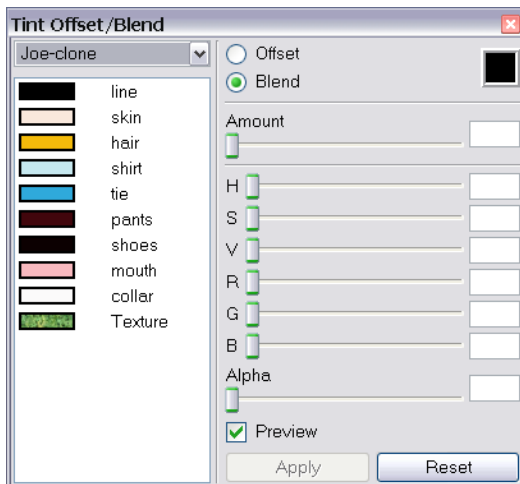 Tint Offset/Blend
Joe-clone
line
skin
hair
shirt
tie
pants
shoes
mouth
collar
Texture
Offset
Blend
Amount
H
S
V
R
G
B
Alpha
Preview
Apply
Reset